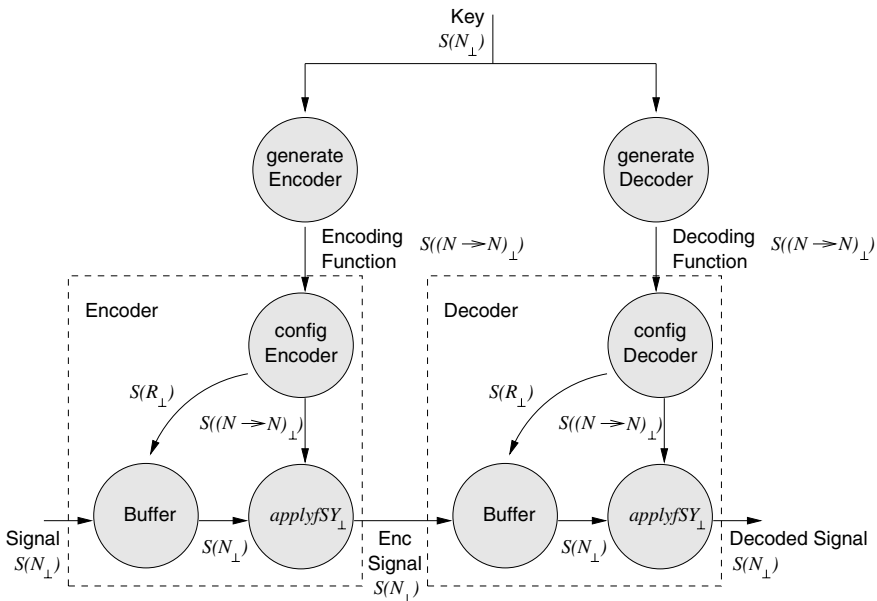 Key
S(N⊥)
generate
Encoder
generate
Decoder
Encoding
Function
S((N → N)⊥)
Decoding
Function
S((N → N)⊥)
Encoder
config
Encoder
Decoder
config
Decoder
S(R⊥)
S((N → N)⊥)
S(R⊥)
S((N → N)⊥)
Buffer
applyfSY⊥
Buffer
applyfSY⊥
Signal
S(N⊥)
S(N⊥)
Enc
Signal
S(N⊥)
S(N⊥)
Decoded Signal
S(N⊥)